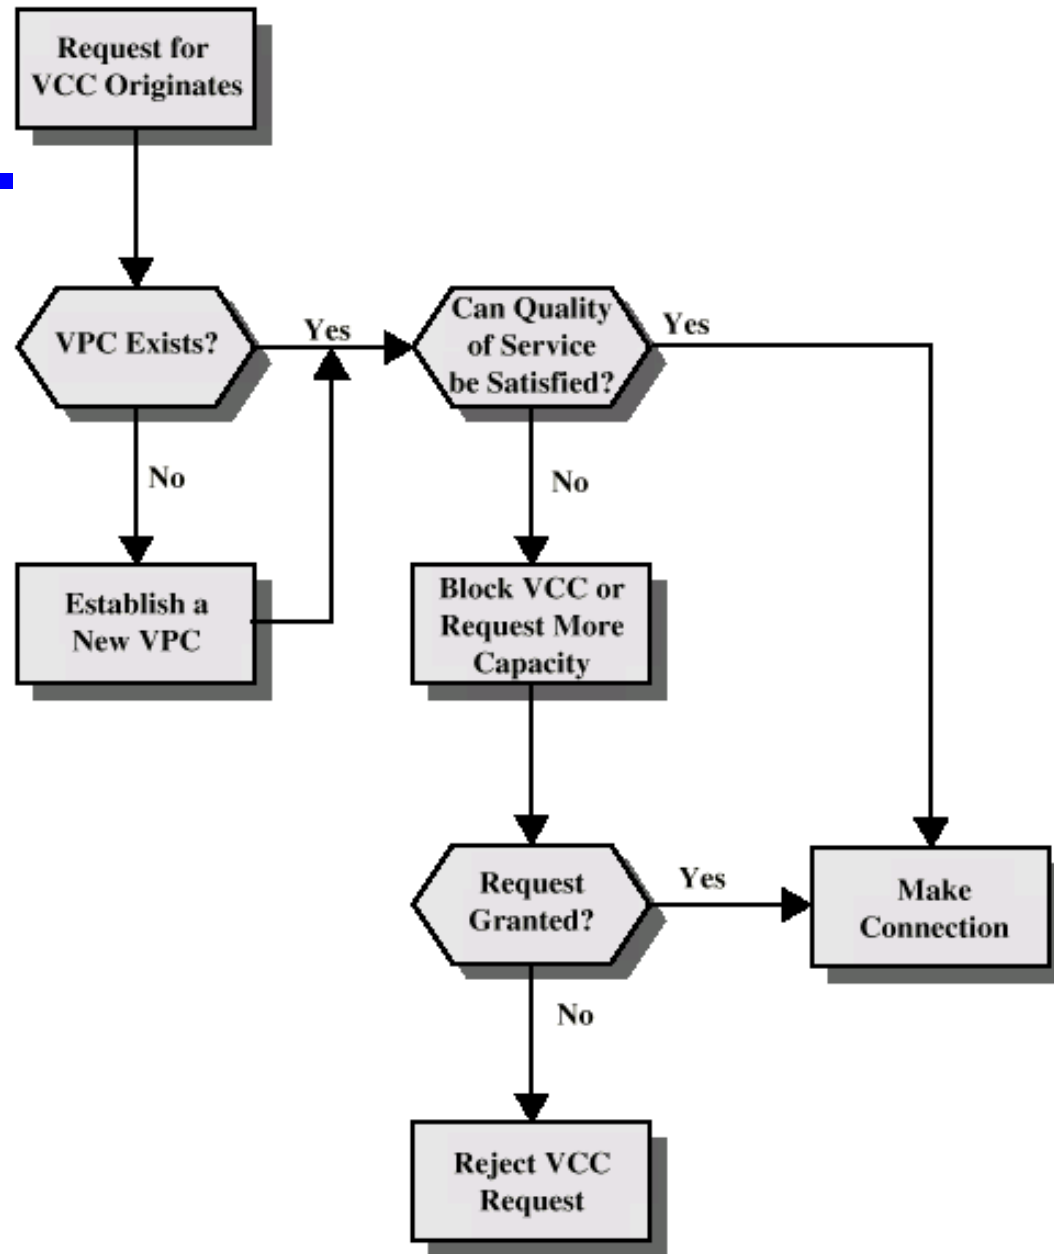 Request for
VCC Originates
VPC Exists?
Yes
Can Quality
of Service
be Satisfied?
Yes
No
No
Establish a
New VPC
Block VCC or
Request More
Capacity
Request
Granted?
Yes
Make
Connection
No
Reject VCC
Request